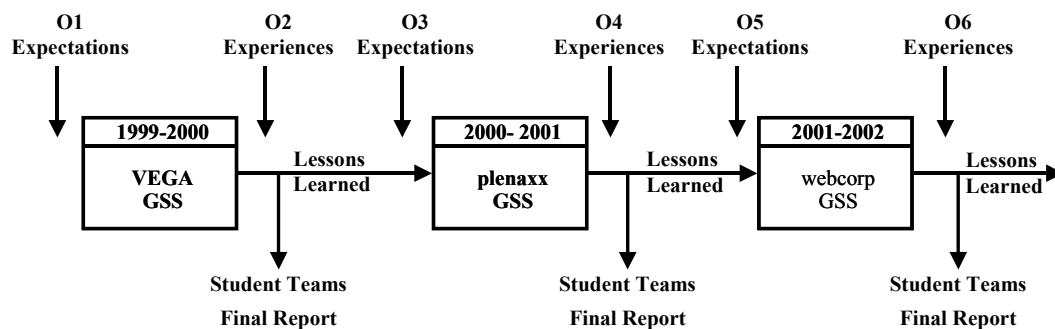 O1
Expectations
O2
Experiences
O3
Expectations
O4
Experiences
O5
Expectations
O6
Experiences
1999-2000
VEGA
GSS
Lessons
Learned
2000- 2001
plenaxx
GSS
Lessons
Learned
2001-2002
webcorp
GSS
Lessons
Learned
Student Teams
Final Report
Student Teams
Final Report
Student Teams
Final Report